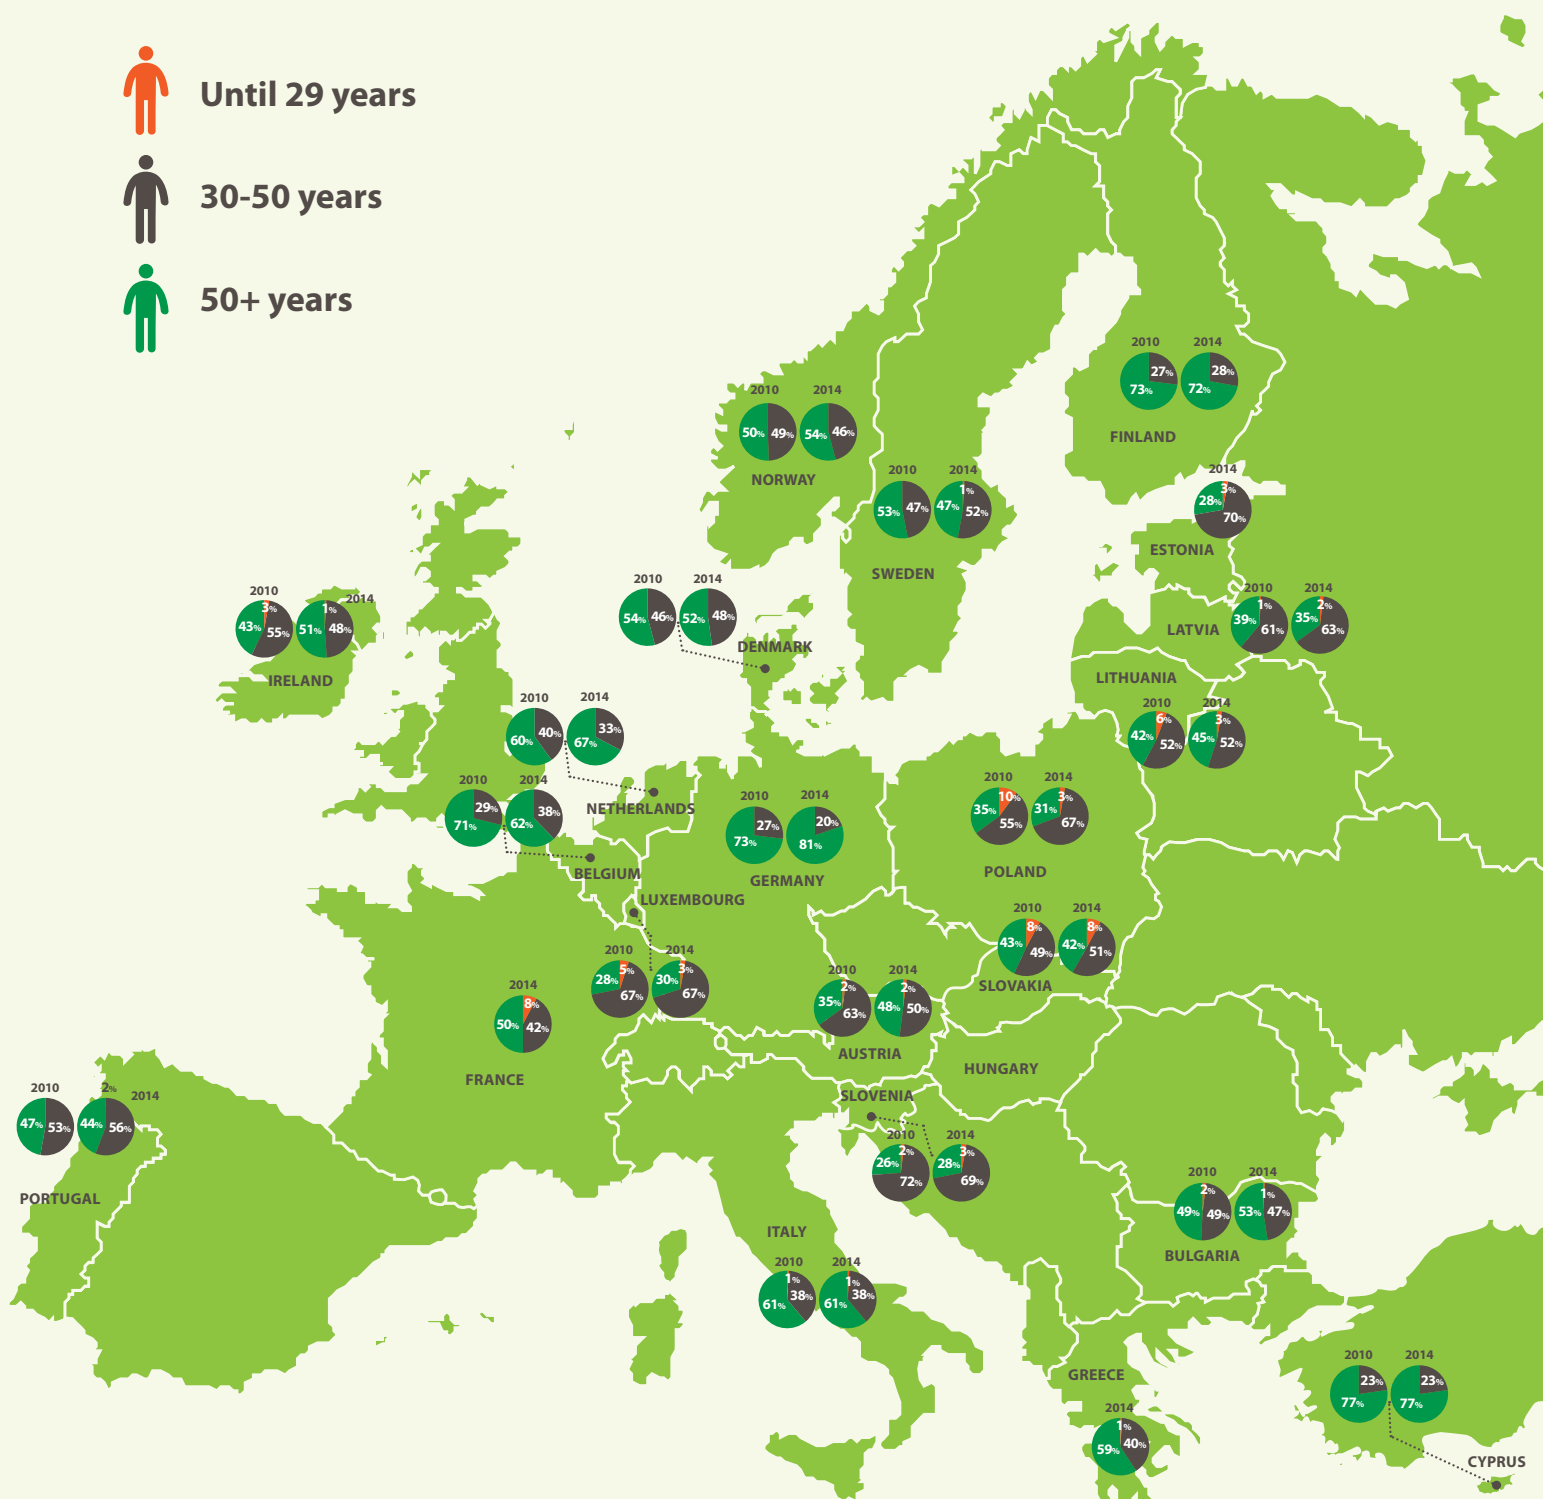 Until 29 years
30-50 years
50+ years
2010 2014
27% 28%
73% 72%
FINLAND
2010 2014
50% 49% 54% 46%
NORWAY
2010 2014
1%
53% 47% 47% 52%
SWEDEN
2014
3%
28%
70%
ESTONIA
2010 2014
3% 1%
43% 55% 51% 48%
IRELAND
2010 2014
54% 46% 52% 48%
DENMARK
2010 2014
1% 2%
39% 61% 35% 63%
LATVIA
LITHUANIA
2010 2014
6% 3%
42% 52% 45% 52%
2010 2014
40% 33%
60% 67%
NETHERLANDS
2010 2014
29% 38%
71% 62%
BELGIUM
2010 2014
27% 20%
73% 81%
GERMANY
2010 2014
10% 3%
35% 55% 31% 67%
POLAND
LUXEMBOURG
2010 2014
5% 3%
28% 67% 30% 67%
2010 2014
8% 8%
43% 49% 42% 51%
SLOVAKIA
2014
8%
50% 42%
FRANCE
2010 2014
2% 2%
35% 63% 48% 50%
AUSTRIA
HUNGARY
2010 2% 2014
47% 53% 44% 56%
PORTUGAL
SLOVENIA
2010 2014
2% 3%
26% 72% 28% 69%
2010 2014
2% 1%
49% 49% 53% 47%
BULGARIA
ITALY
2010 2014
1% 1%
61% 38% 61% 38%
GREECE
2014
1%
59% 40%
2010 2014
23% 23%
77% 77%
CYPRUS